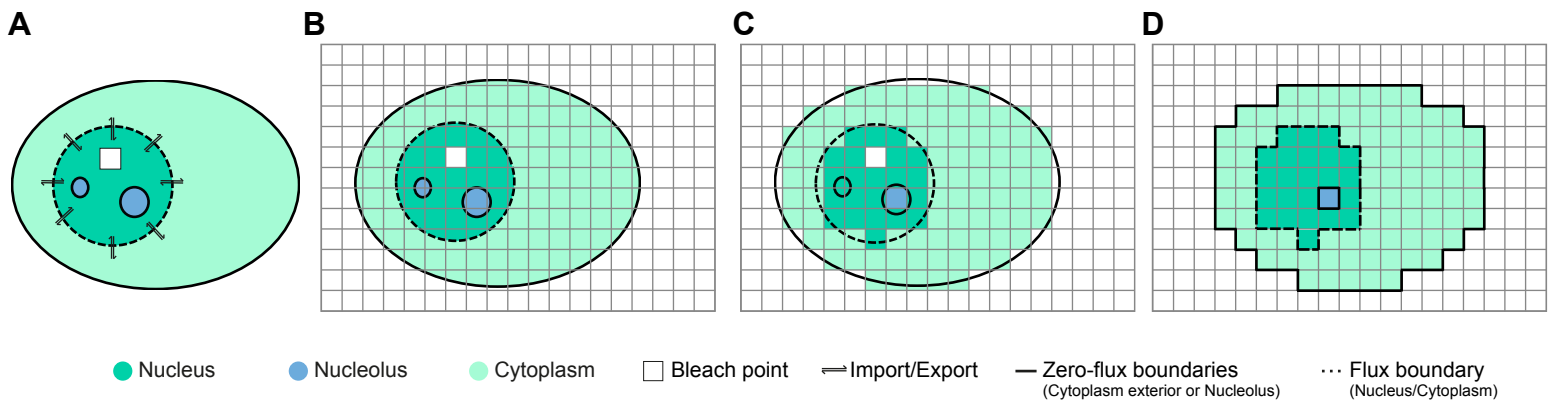 A
B
C
D
Nucleus
Nucleolus
Cytoplasm
Bleach point
Import/Export
Zero-flux boundaries
(Cytoplasm exterior or Nucleolus)
Flux boundary
(Nucleus/Cytoplasm)